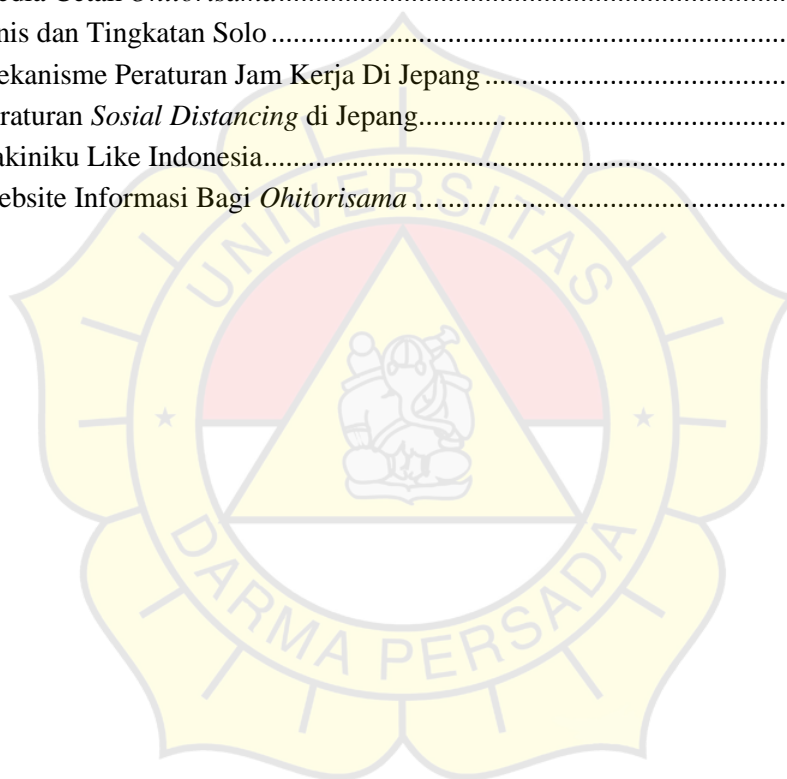 nis dan Tingkatan Solo ................................................................
ekanisme Peraturan Jam Kerja Di Jepang ......................................
raturan Sosial Distancing di Jepang...............................................
akiniku Like Indonesia...................................................................
ebsite Informasi Bagi Ohitorisama ................................................
UNIVERSITAS
DARMA PERSADA